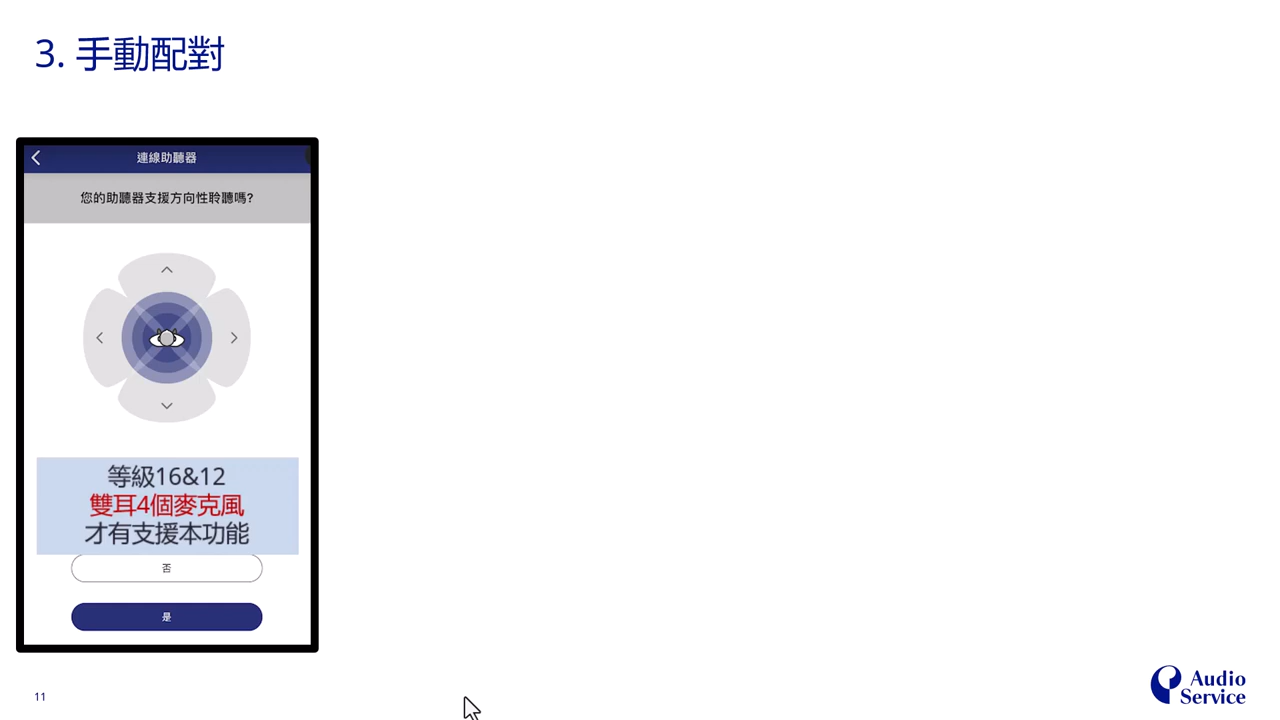 3. 手動配對
連線助聽器
您的助聽器支援方向性聆聽嗎?
等級16&12
雙耳4個麥克風
才有支援本功能
否
是
11
Audio
Service